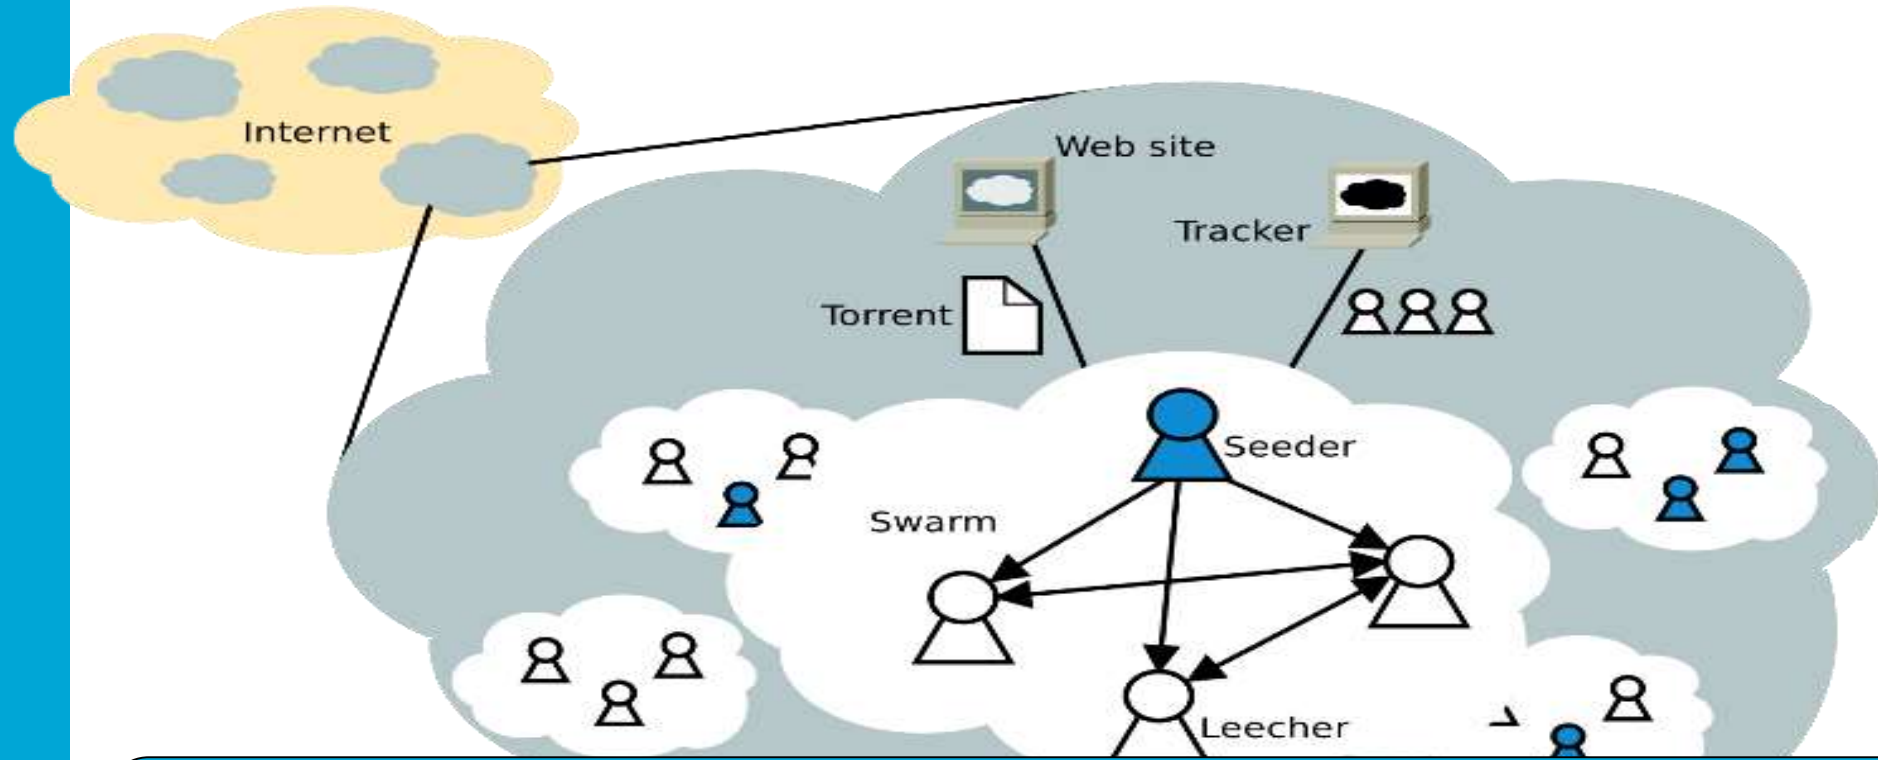 Internet
Web site
Tracker
Torrent
Seeder
Swarm
Leecher